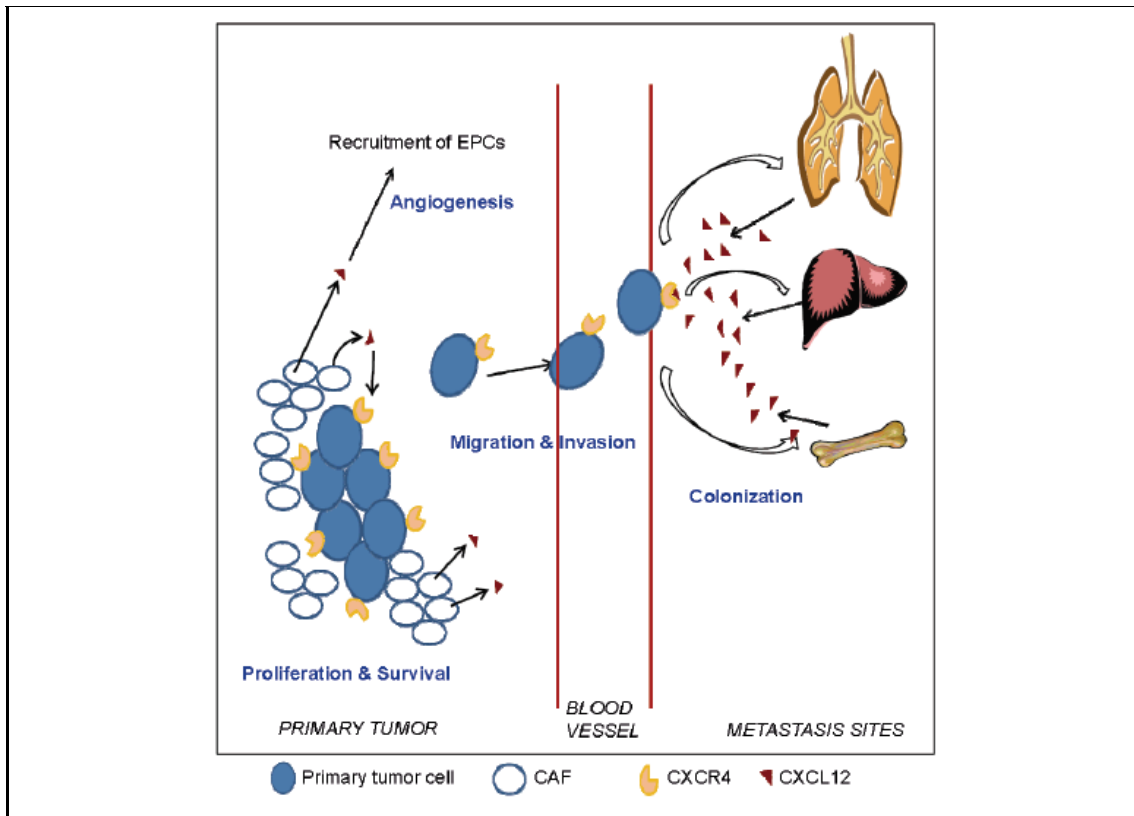 Recruitment of EPCs
Angiogenesis
Migration & Invasion
Colonization
Proliferation & Survival
PRIMARY TUMOR
BLOOD
VESSEL
METASTASIS SITES
Primary tumor cell
CAF
CXCR4
CXCL12